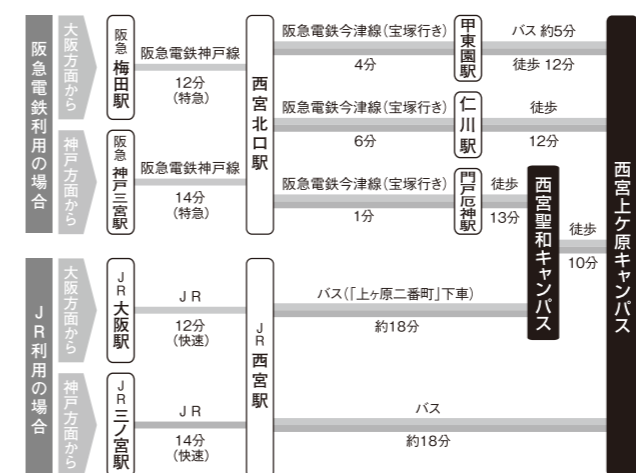 阪急電鉄利用の場合
大阪方面から
阪急 梅田駅
阪急電鉄神戸線
12分
(特急)
神戸方面から
阪急 神戸三宮駅
阪急電鉄神戸線
14分
(特急)
西宮北口駅
阪急電鉄今津線(宝塚行き)
4分
甲東園駅
バス 約5分
徒歩 12分
阪急電鉄今津線(宝塚行き)
6分
仁川駅
徒歩
12分
阪急電鉄今津線(宝塚行き)
1分
門戸厄神駅
徒歩
13分
西宮聖和キャンパス
徒歩
10分
西宮上ケ原キャンパス
JR利用の場合
大阪方面から
JR大阪駅
JR
12分
(快速)
神戸方面から
JR三ノ宮駅
JR
14分
(快速)
JR 西宮駅
バス(「上ヶ原二番町」下車)
約18分
バス
約18分